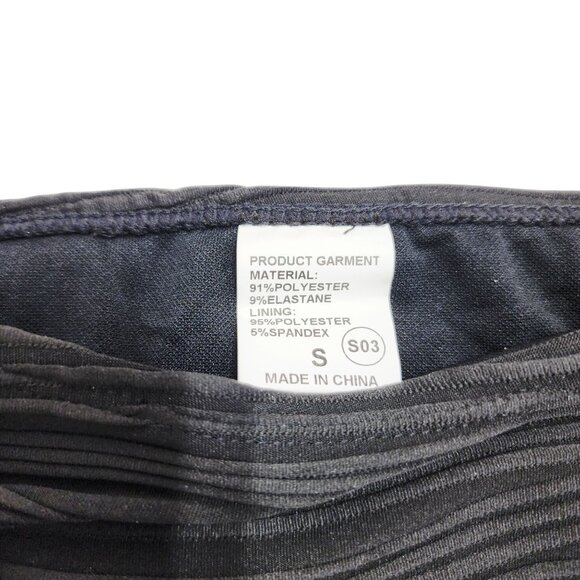 PRODUCT GARMENT
MATERIAL:
91%POLYESTER
9%ELASTANE
LINING:
95%POLYESTER
5%SPANDEX
S S03
MADE IN CHINA